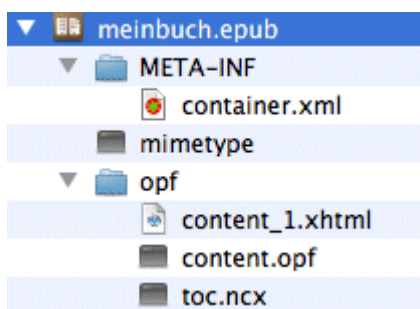 meinbuch.epub
META-INF
container.xml
mimetype
opf
content_1.xhtml
content.opf
toc.ncx